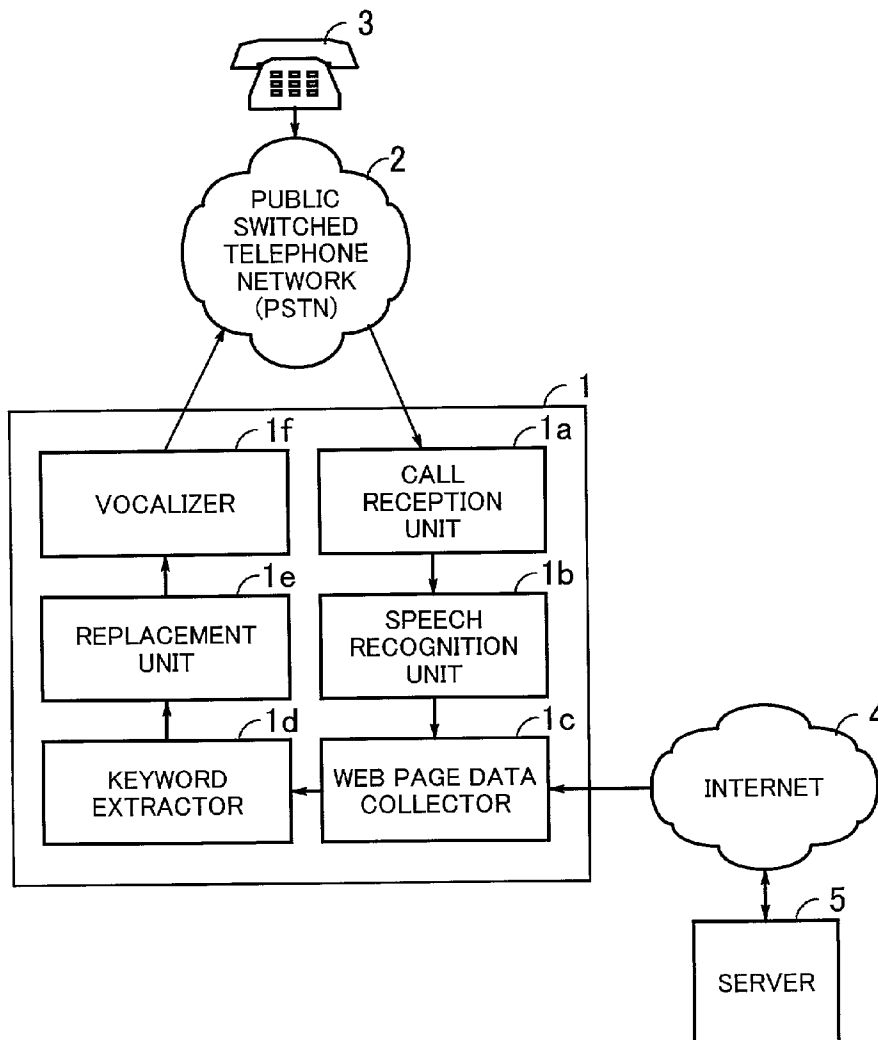 3
2
PUBLIC
SWITCHED
TELEPHONE
NETWORK
(PSTN)
1
1f
VOCALIZER
1a
CALL
RECEPTION
UNIT
1e
REPLACEMENT
UNIT
1b
SPEECH
RECOGNITION
UNIT
1d
KEYWORD
EXTRACTOR
1c
WEB PAGE DATA
COLLECTOR
4
INTERNET
5
SERVER